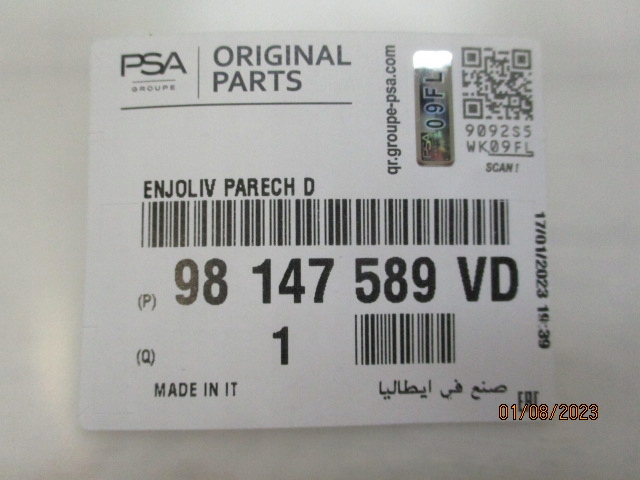 PSA
GROUPE
ORIGINAL
PARTS
qr.groupe-psa.com
PSA 09FL
9092S5
WK09FL
SCAN !
ENJOLIV PARECH D
(P) 98 147 589 VD
17/01/2023 19:39
(Q) 1
MADE IN IT
صنع في ايطاليا
EAC
01/08/2023